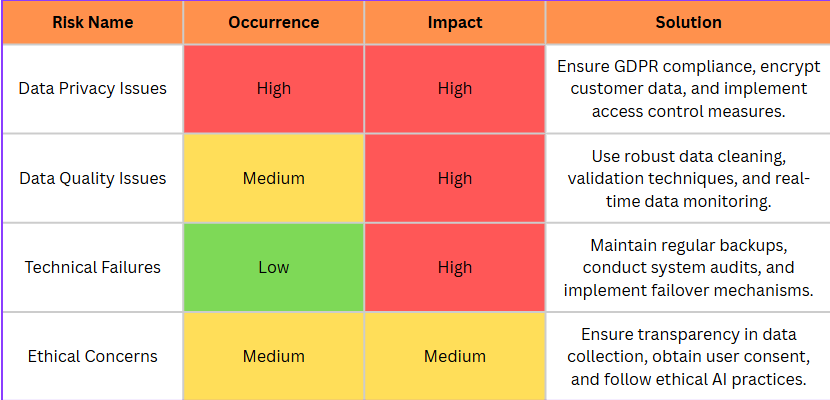 Risk Name Occurrence Impact Solution
Ensure GDPR compliance, encrypt
Data Privacy Issues High High customer data, and implement
access control measures.
Use robust data cleaning,
Data Quality Issues Medium High validation techniques, and real-
time data monitoring.
Maintain regular backups,
Technical Failures Low High conduct system audits, and
implement failover mechanisms.
Ensure transparency in data
Ethical Concerns Medium Medium collection, obtain user consent,
and follow ethical AI practices.